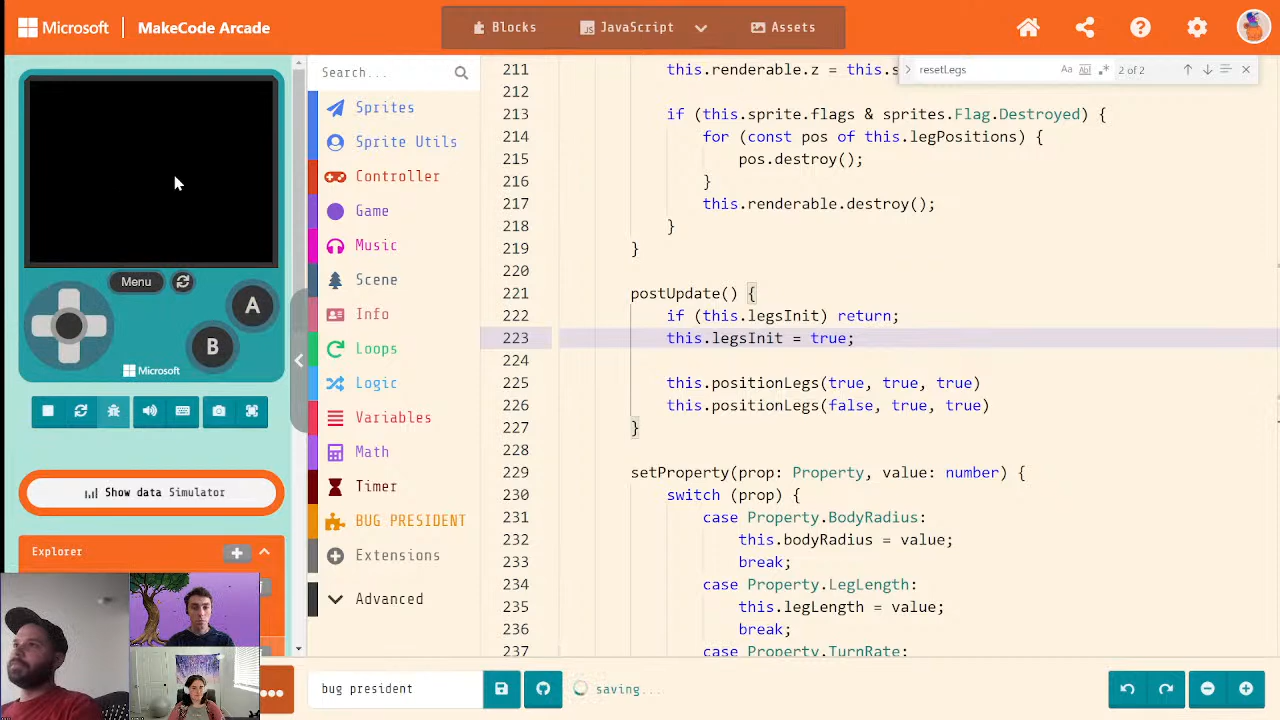 Microsoft
MakeCode Arcade
Blocks
JavaScript
Assets
Menu
A
B
Microsoft
Show data Simulator
Explorer
Search...
Sprites
Sprite Utils
Controller
Game
Music
Scene
Info
Loops
Logic
Variables
Math
Timer
BUG PRESIDENT
Extensions
Advanced
resetLegs
2 of 2
211 this.renderable.z = this.s
212
213 if (this.sprite.flags & sprites.Flag.Destroyed) {
214 for (const pos of this.legPositions) {
215 pos.destroy();
216 }
217 this.renderable.destroy();
218 }
219 }
220
221 postUpdate() {
222 if (this.legsInit) return;
223 this.legsInit = true;
224
225 this.positionLegs(true, true, true)
226 this.positionLegs(false, true, true)
227 }
228
229 setProperty(prop: Property, value: number) {
230 switch (prop) {
231 case Property.BodyRadius:
232 this.bodyRadius = value;
233 break;
234 case Property.LegLength:
235 this.legLength = value;
236 break;
237 case Property.TurnRate:
bug president
saving...